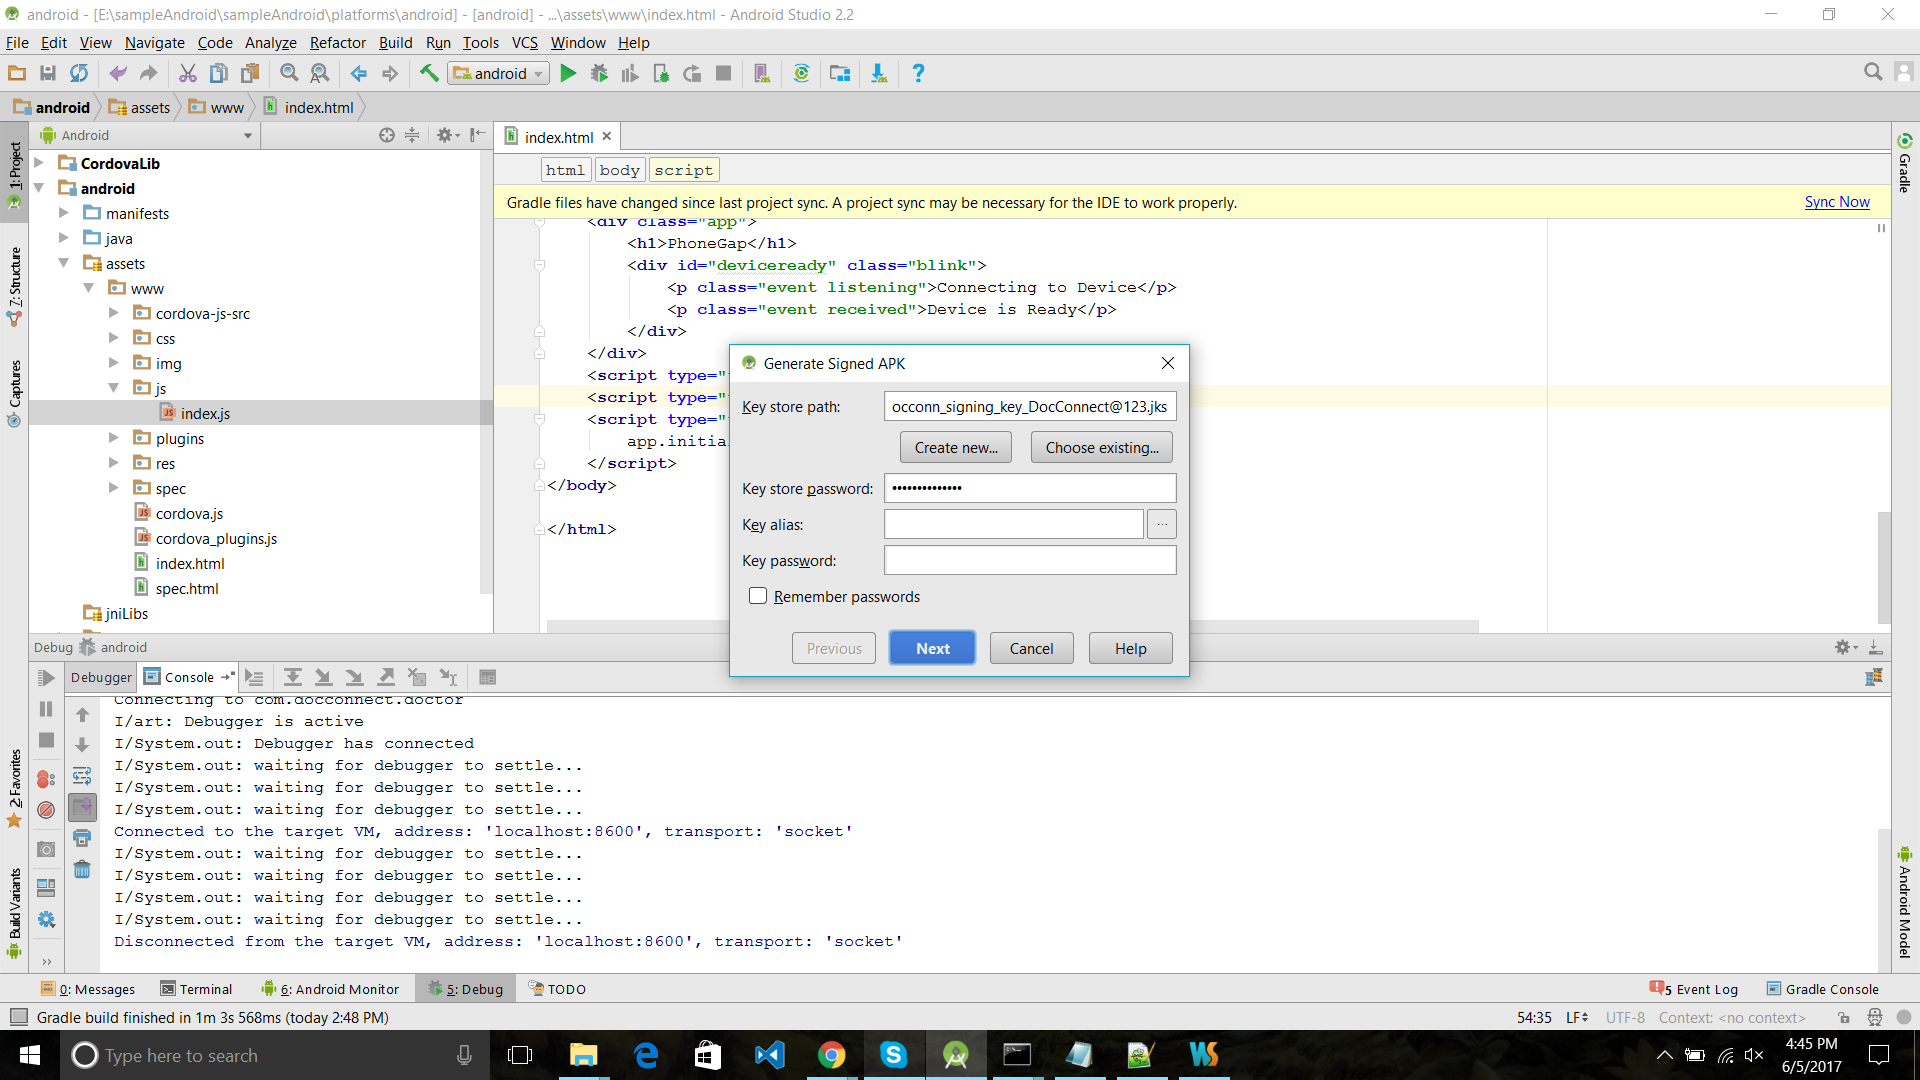 android - [E:\sampleAndroid\sampleAndroid\platforms\android] - [android] - ...\assets\www\index.html - Android Studio 2.2
File Edit View Navigate Code Analyze Refactor Build Run Tools VCS Window Help
android
android assets www index.html
Android
index.html
1: Project
7: Structure
Captures
2: Favorites
Build Variants
CordovaLib
android
manifests
java
assets
www
cordova-js-src
css
img
js
index.js
plugins
res
spec
cordova.js
cordova_plugins.js
index.html
spec.html
jniLibs
html body script
Gradle files have changed since last project sync. A project sync may be necessary for the IDE to work properly. Sync Now
<div class="app">
<h1>PhoneGap</h1>
<div id="deviceready" class="blink">
<p class="event listening">Connecting to Device</p>
<p class="event received">Device is Ready</p>
</div>
</div>
<script type="
<script type="
<script type="
app.initia
</script>
</body>
</html>
Generate Signed APK
Key store path: occonn_signing_key_DocConnect@123.jks
Create new... Choose existing...
Key store password: ••••••••••••••
Key alias: ...
Key password:
Remember passwords
Previous Next Cancel Help
Gradle
Android Model
Debug android
Debugger Console
Connecting to com.docconnect.doctor
I/art: Debugger is active
I/System.out: Debugger has connected
I/System.out: waiting for debugger to settle...
I/System.out: waiting for debugger to settle...
I/System.out: waiting for debugger to settle...
Connected to the target VM, address: 'localhost:8600', transport: 'socket'
I/System.out: waiting for debugger to settle...
I/System.out: waiting for debugger to settle...
I/System.out: waiting for debugger to settle...
I/System.out: waiting for debugger to settle...
Disconnected from the target VM, address: 'localhost:8600', transport: 'socket'
0: Messages Terminal 6: Android Monitor 5: Debug TODO 5 Event Log Gradle Console
Gradle build finished in 1m 3s 568ms (today 2:48 PM) 54:35 LF UTF-8 Context: <no context>
Type here to search
4:45 PM
6/5/2017